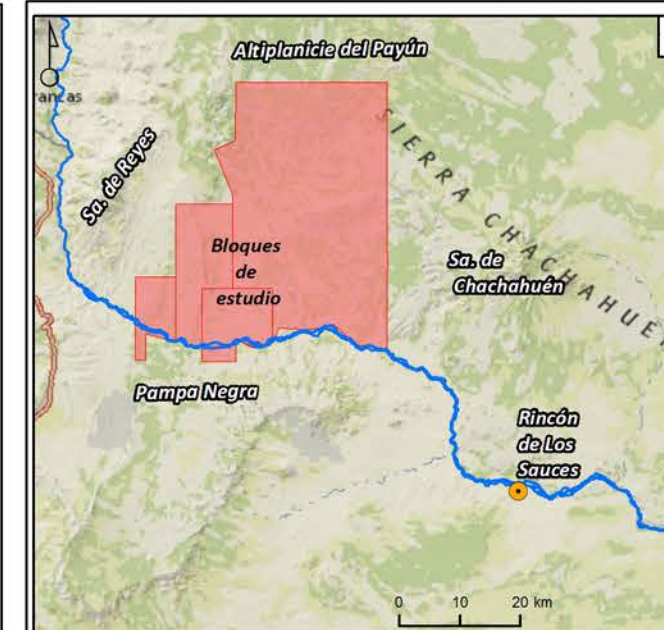 Altiplanicie del Payún
Sa. de Reyes
SIERRA CHACHAHUÉ
Bloques
de
estudio
Sa. de
Chachahuén
Pampa Negra
Rincón
de Los
Sauces
0 10 20 km